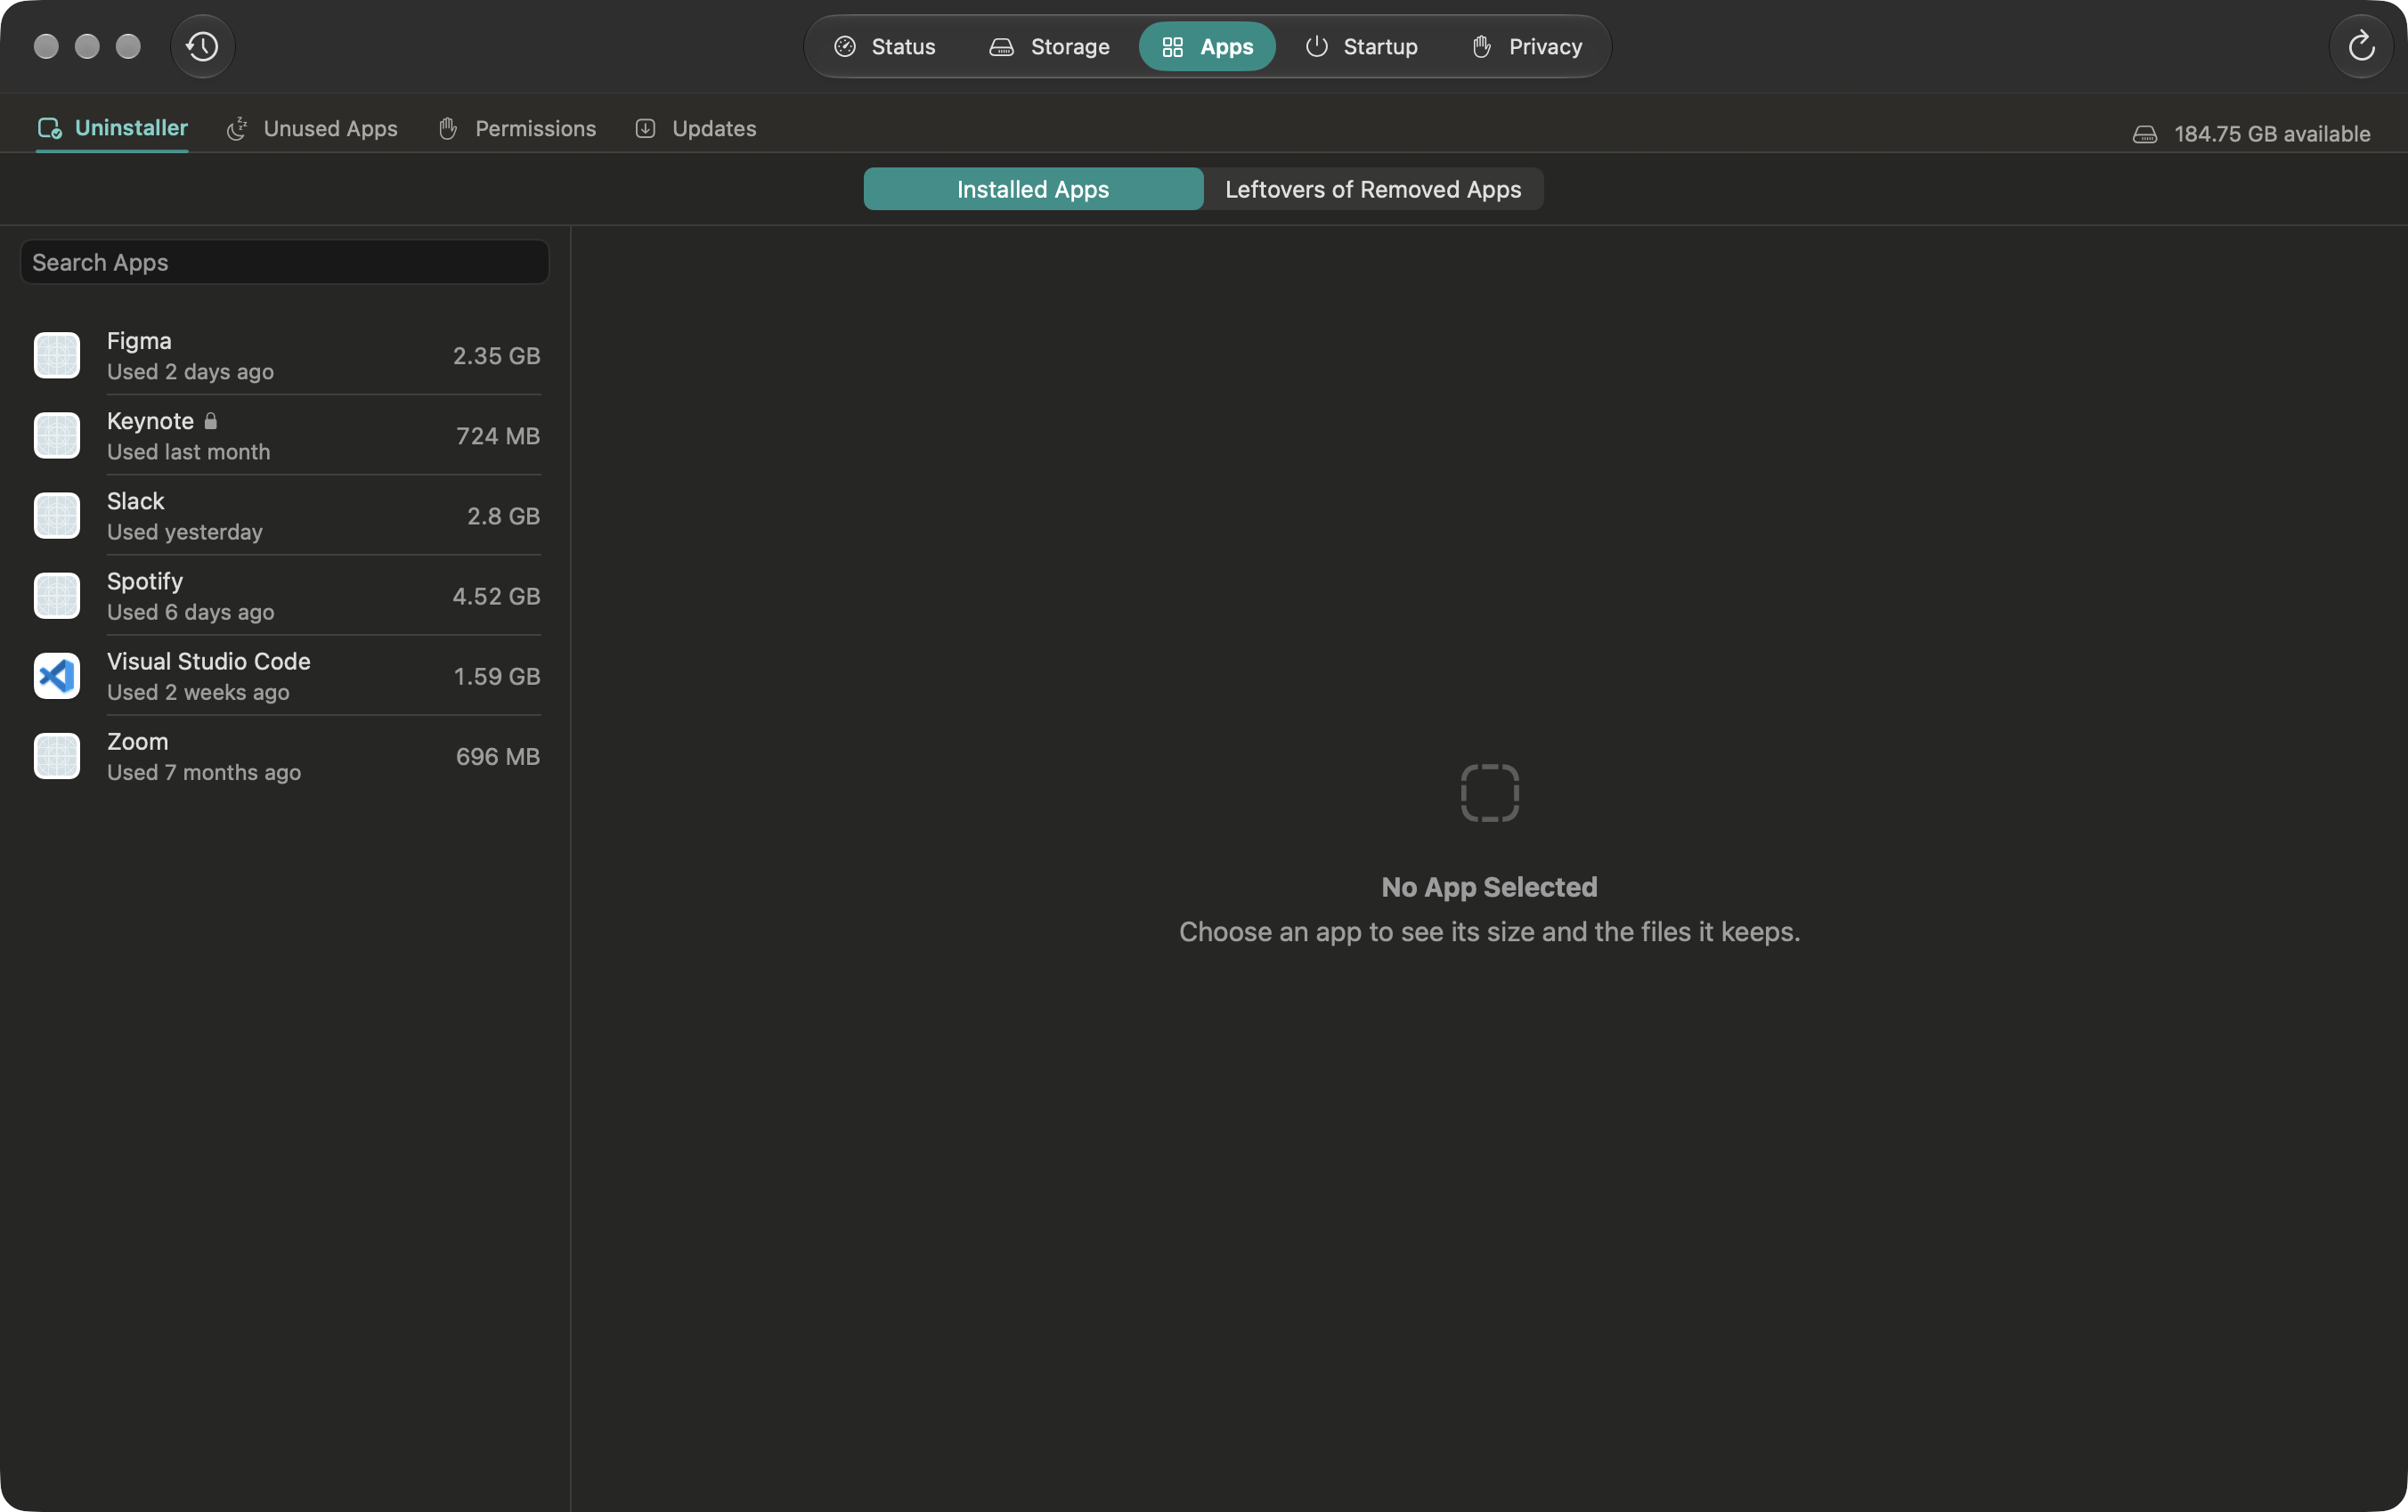 Status
Storage
Apps
Startup
Privacy
Uninstaller
Unused Apps
Permissions
Updates
184.75 GB available
Installed Apps
Leftovers of Removed Apps
Search Apps
Figma
Used 2 days ago
2.35 GB
Keynote
Used last month
724 MB
Slack
Used yesterday
2.8 GB
Spotify
Used 6 days ago
4.52 GB
Visual Studio Code
Used 2 weeks ago
1.59 GB
Zoom
Used 7 months ago
696 MB
No App Selected
Choose an app to see its size and the files it keeps.